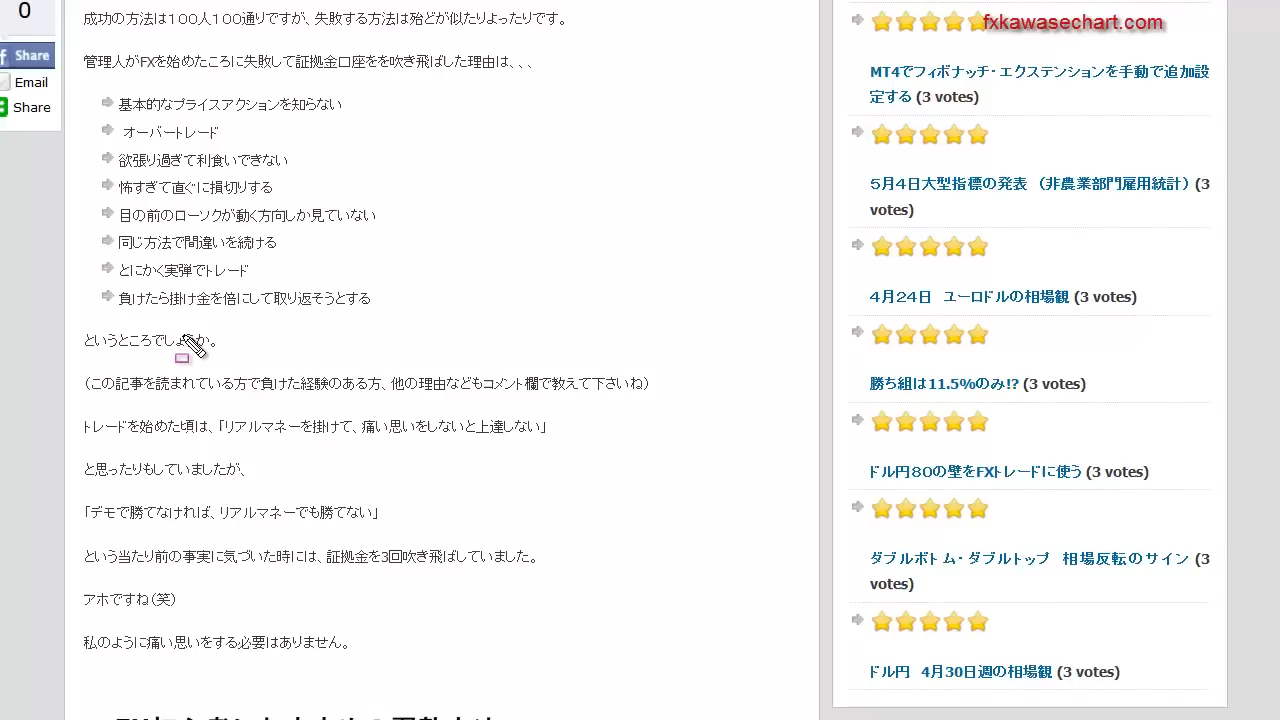 0
Share
Email
Share
成功の方法は１００人１００通りですが、失敗する方法は殆どが似たりよったりです。
管理人がFXを始めたころに失敗して証拠金口座をを吹き飛ばした理由は、、、
基本的なプライスアクションを知らない
オーバートレード
欲張り過ぎて利食いできない
怖すぎて直ぐに損切りする
目の前のローソクが動く方向しか見ていない
同じ方法で間違いを続ける
とにかく実弾でトレード
負けたら掛け金を倍にして取り返そうとする
というところでしょ
（この記事を読まれている方で負けた経験のある方、他の理由などもコメント欄で教えて下さいね）
トレードを始めた頃は、「リアルマネーを掛けて、痛い思いをしないと上達しない」
と思ったりもしていましたが、
「デモで勝てなければ、リアルマネーでも勝てない」
という当たり前の事実に気づいた時には、証拠金を3回吹き飛ばしていました。
アホですね（笑）
私のように痛い思いをする必要はありません。
fxkawasechart.com
MT4でフィボナッチ・エクステンションを手動で追加設
定する (3 votes)
５月４日大型指標の発表　（非農業部門雇用統計） (3
votes)
４月２４日　ユーロドルの相場観 (3 votes)
勝ち組は11.5%のみ!? (3 votes)
ドル円８０の壁をFXトレードに使う (3 votes)
ダブルボトム・ダブルトップ　相場反転のサイン (3
votes)
ドル円　4月30日週の相場観 (3 votes)